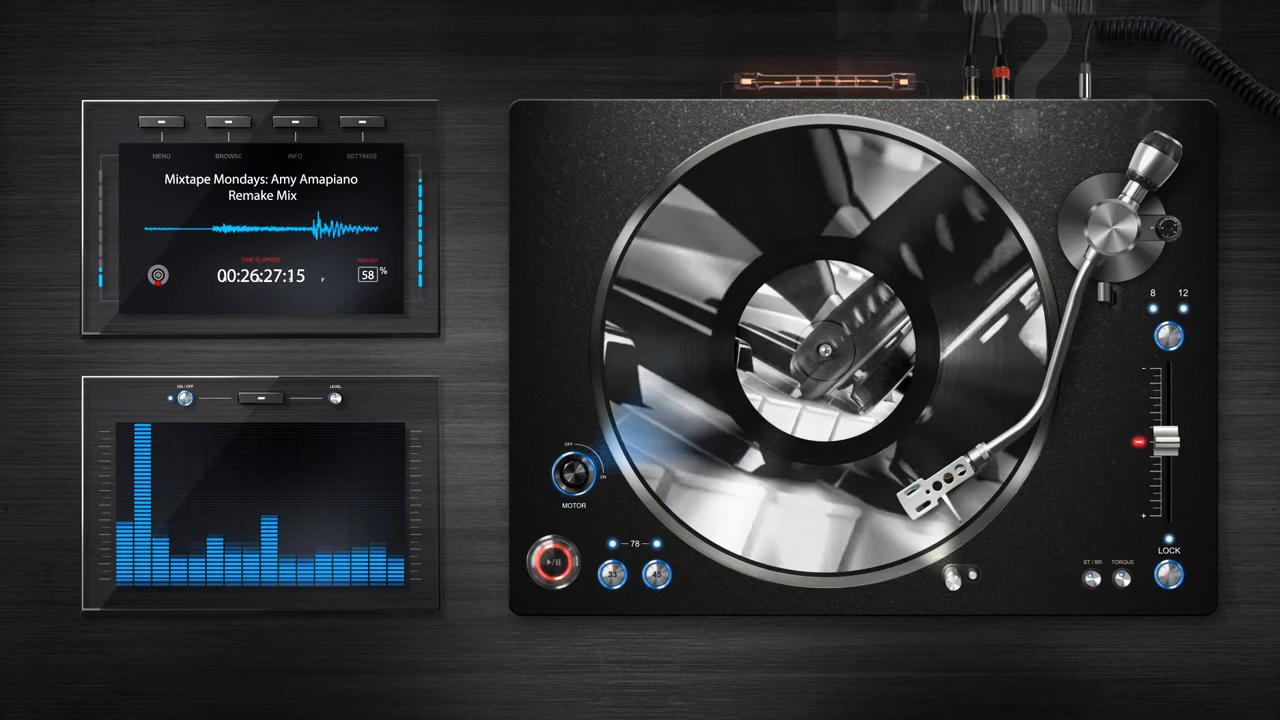 MENU BROWSE INFO SETTINGS
Mixtape Mondays: Amy Amapiano
Remake Mix
TIME ELAPSED
00:26:27:15 F
58 %
ON / OFF
LEVEL
OFF
ON
MOTOR
78
33 45
8 12
-
+
LOCK
ST / BR TORQUE
?